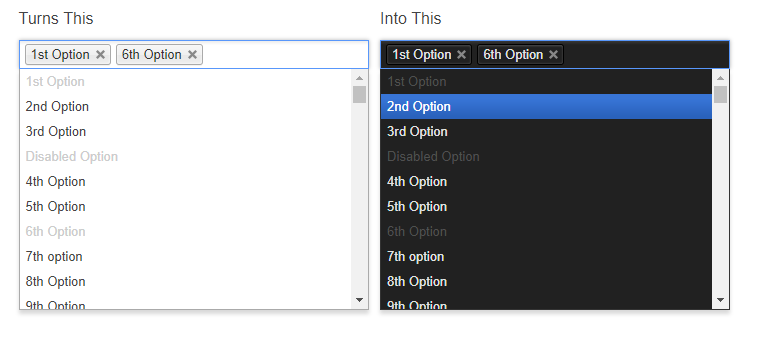 Turns This
1st Option
6th Option
1st Option
2nd Option
3rd Option
Disabled Option
4th Option
5th Option
6th Option
7th option
8th Option
9th Option
Into This
1st Option
6th Option
1st Option
2nd Option
3rd Option
Disabled Option
4th Option
5th Option
6th Option
7th option
8th Option
9th Option